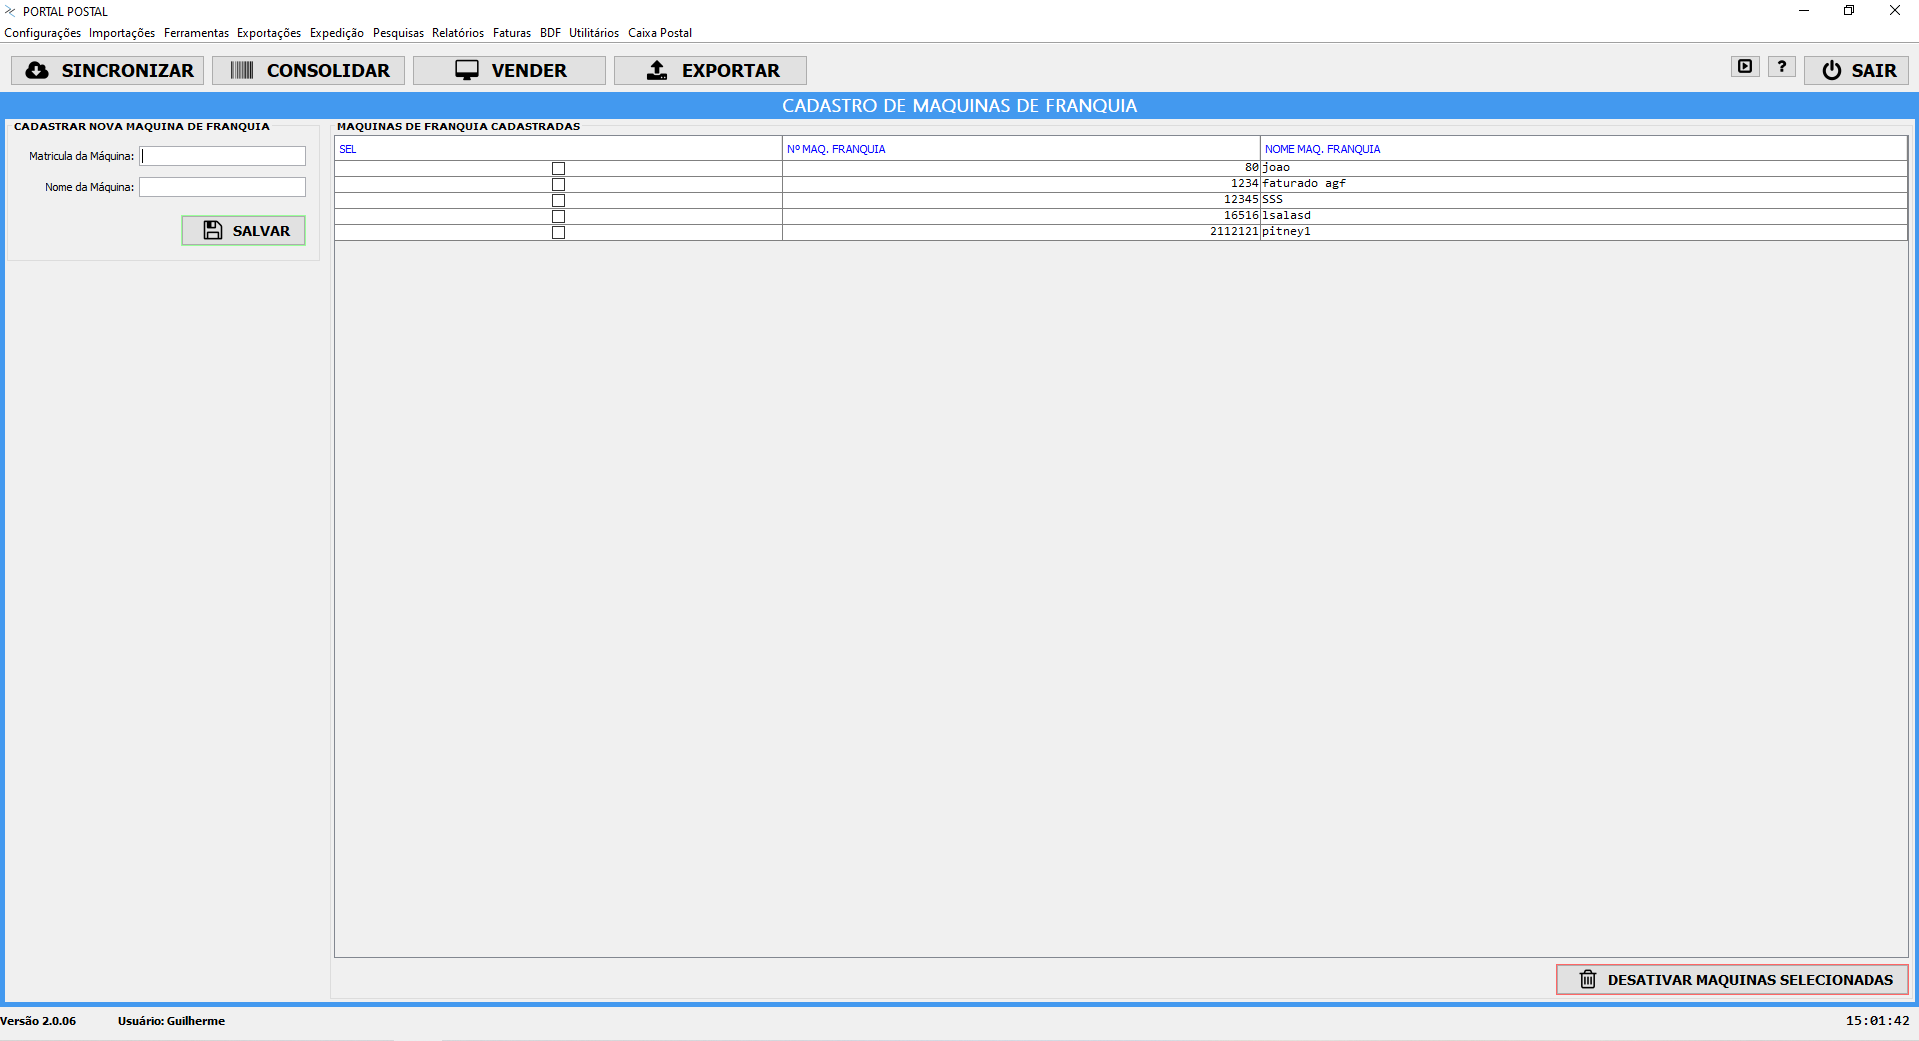 PORTAL POSTAL
Configurações Importações Ferramentas Exportações Expedição Pesquisas Relatórios Faturas BDF Utilitários Caixa Postal
SINCRONIZAR CONSOLIDAR VENDER EXPORTAR ? SAIR
CADASTRO DE MAQUINAS DE FRANQUIA
CADASTRAR NOVA MAQUINA DE FRANQUIA
Matricula da Máquina:
Nome da Máquina:
SALVAR
MAQUINAS DE FRANQUIA CADASTRADAS
SEL Nº MAQ. FRANQUIA NOME MAQ. FRANQUIA
80 joao
1234 faturado agf
12345 SSS
16516 lsalasd
2112121 pitney1
DESATIVAR MAQUINAS SELECIONADAS
Versão 2.0.06 Usuário: Guilherme 15:01:42